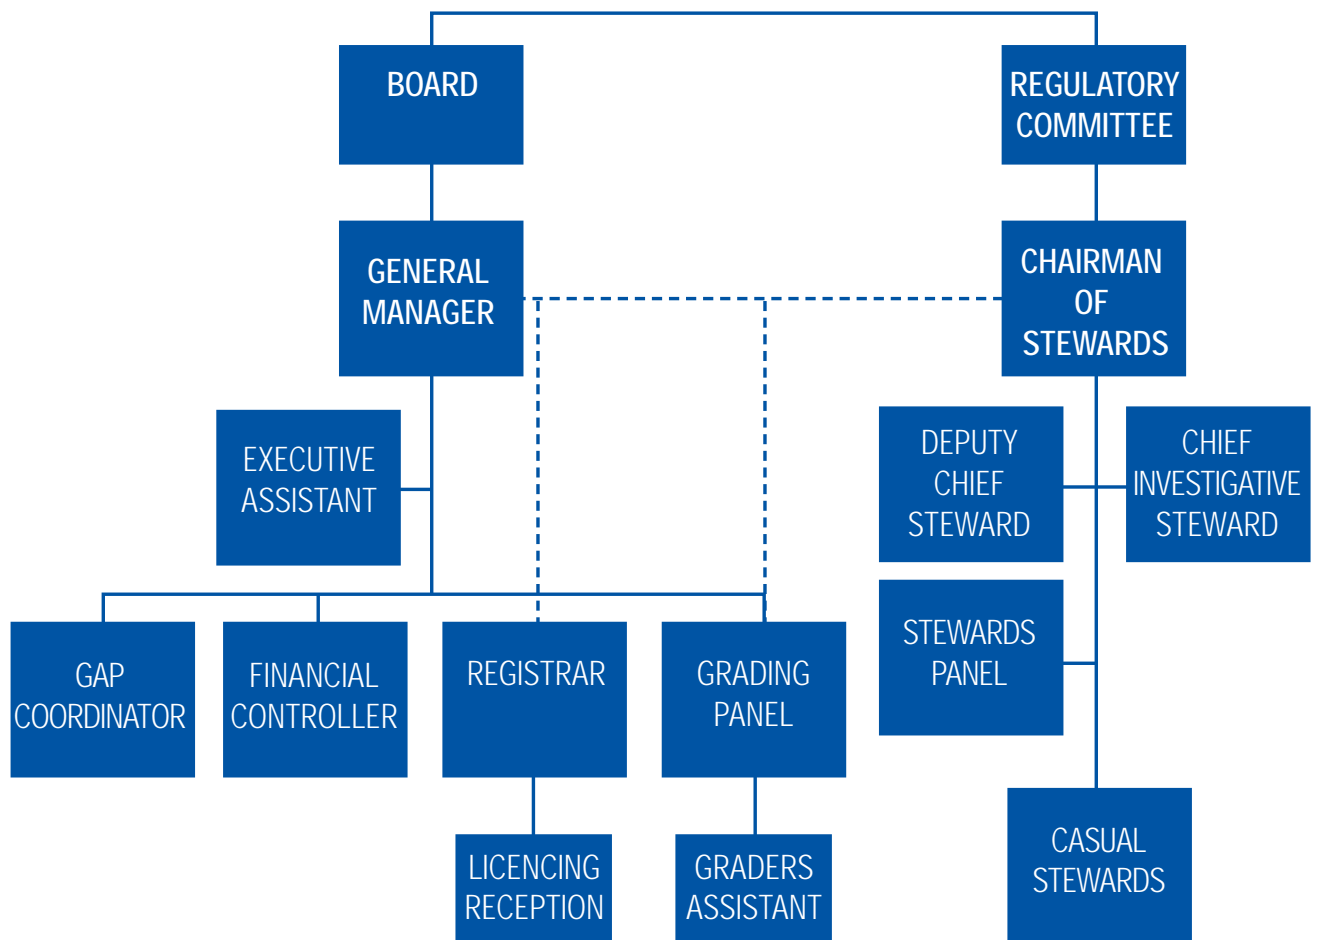 BOARD
REGULATORY
COMMITTEE
GENERAL
MANAGER
CHAIRMAN
OF
STEWARDS
EXECUTIVE
ASSISTANT
DEPUTY
CHIEF
STEWARD
CHIEF
INVESTIGATIVE
STEWARD
GAP
COORDINATOR
FINANCIAL
CONTROLLER
REGISTRAR
GRADING
PANEL
STEWARDS
PANEL
LICENCING
RECEPTION
GRADERS
ASSISTANT
CASUAL
STEWARDS